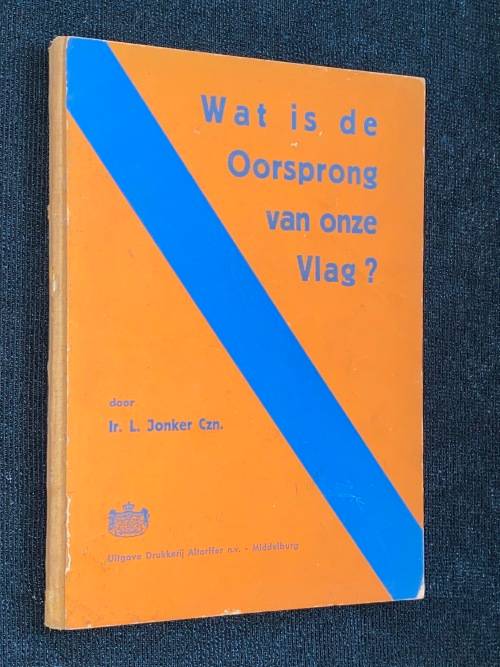 Wat is de
Oorsprong
van onze
Vlag?
door
Ir. L. Jonker Czn.
Uitgave Drukkerij Altorffer n.v. - Middelburg